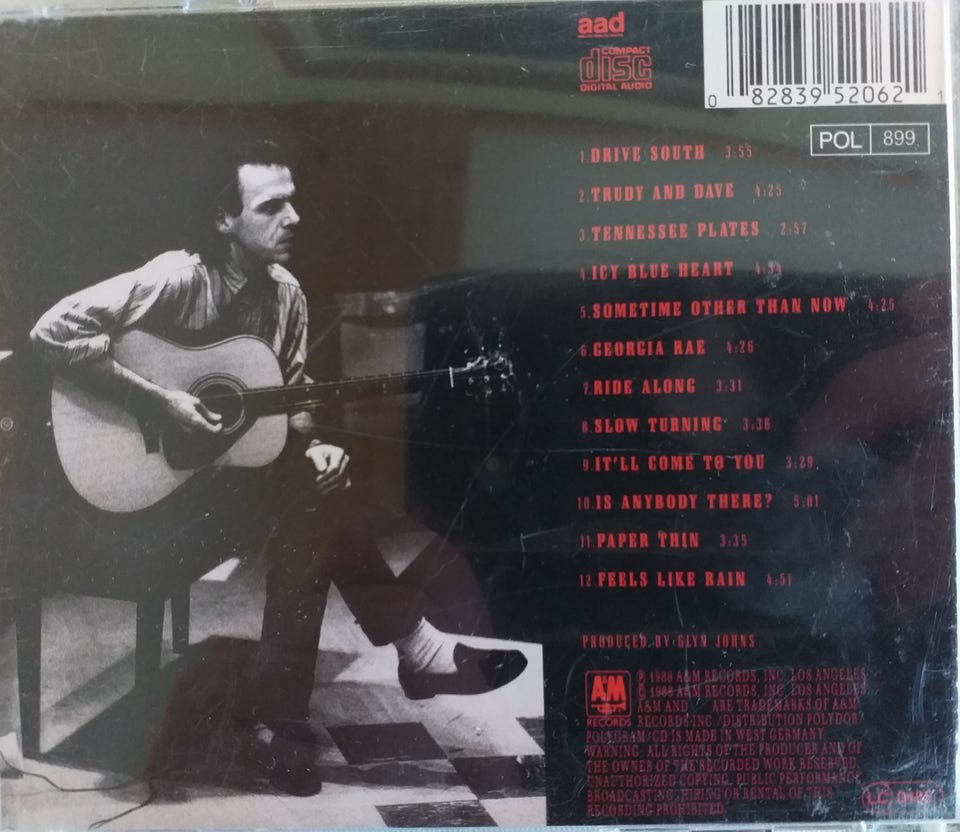 aad
COMPACT
disc
DIGITAL AUDIO
0 82839 52062 1
POL 899
1. DRIVE SOUTH 3:55
2. TRUDY AND DAVE 4:25
3. TENNESSEE PLATES 2:57
4. ICY BLUE HEART
5. SOMETIME OTHER THAN NOW 4:25
6. GEORGIA RAE 4:26
7. RIDE ALONG 3:31
8. SLOW TURNING 3:36
9. IT'LL COME TO YOU 3:29
10. IS ANYBODY THERE? 5:01
11. PAPER THIN 3:35
12. FEELS LIKE RAIN 4:51
PRODUCED BY GLYN JOHNS
A&M
RECORDS
℗ 1988 A&M RECORDS, INC. LOS ANGELES
© 1988 A&M RECORDS, INC. LOS ANGELES
A&M AND ARE TRADEMARKS OF A&M
RECORDS INC. / DISTRIBUTION POLYDOR/
POLYGRAM/CD IS MADE IN WEST GERMANY
WARNING. ALL RIGHTS OF THE PRODUCER AND OF
THE OWNER OF THE RECORDED WORK RESERVED.
UNAUTHORIZED COPYING, PUBLIC PERFORMANCE,
BROADCASTING, HIRING OR RENTAL OF THIS
RECORDING PROHIBITED.
LC